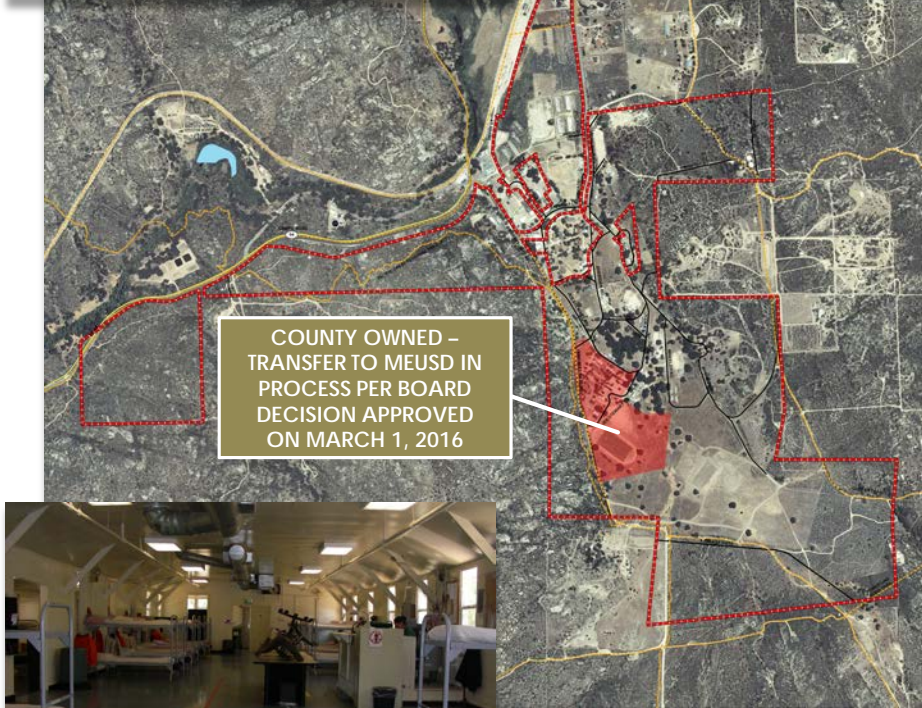 COUNTY OWNED –
TRANSFER TO MEUSD IN
PROCESS PER BOARD
DECISION APPROVED
ON MARCH 1, 2016